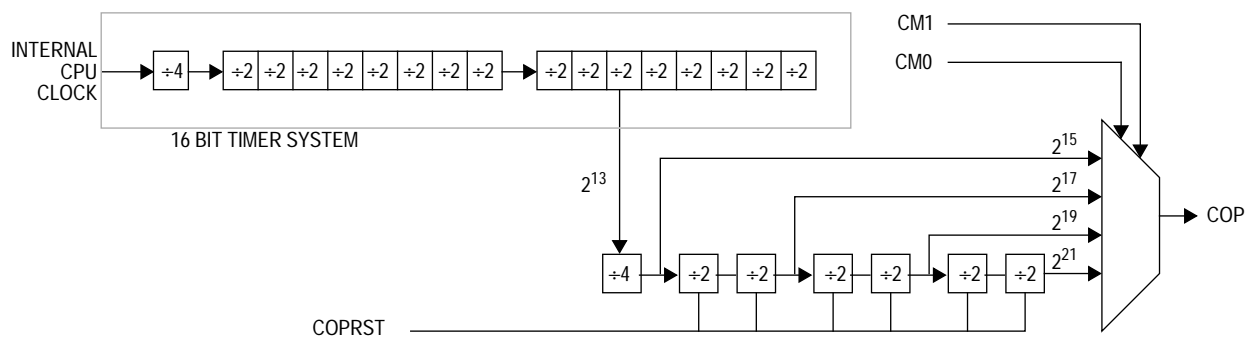 CM1
INTERNAL
CPU
CLOCK
÷4 ÷2 ÷2 ÷2 ÷2 ÷2 ÷2 ÷2 ÷2 ÷2 ÷2 ÷2 ÷2 ÷2 ÷2 ÷2 ÷2
CM0
16 BIT TIMER SYSTEM
2^15
2^13
2^17
2^19
COP
2^21
÷4 ÷2 ÷2 ÷2 ÷2 ÷2 ÷2
COPRST